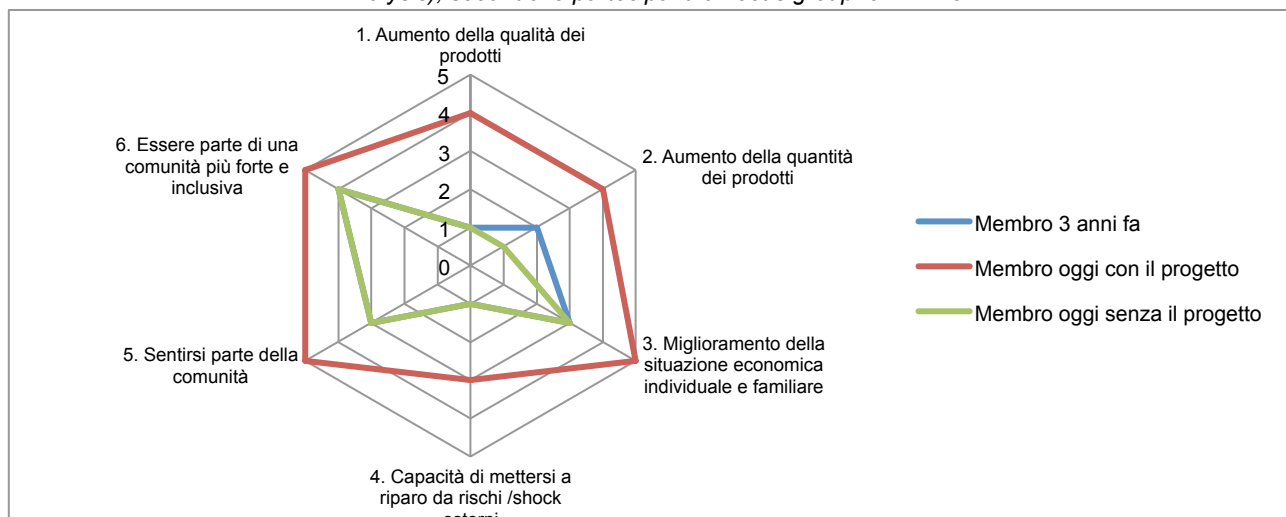 1. Aumento della qualità dei
prodotti
5
4
3
2
1
0
2. Aumento della quantità
dei prodotti
3. Miglioramento della
situazione economica
individuale e familiare
4. Capacità di mettersi a
riparo da rischi /shock
5. Sentirsi parte della
comunità
6. Essere parte di una
comunità più forte e
inclusiva
Membro 3 anni fa
Membro oggi con il progetto
Membro oggi senza il progetto